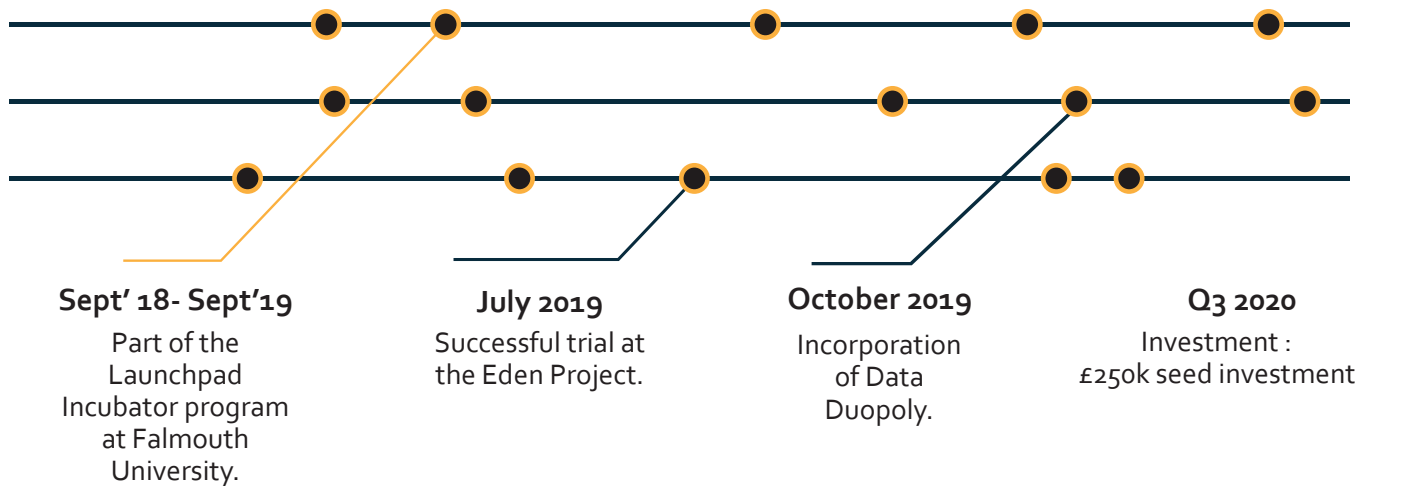 Sept’ 18- Sept’19
Part of the
Launchpad
Incubator program
at Falmouth
University.
July 2019
Successful trial at
the Eden Project.
October 2019
Incorporation
of Data
Duopoly.
Q3 2020
Investment :
£250k seed investment